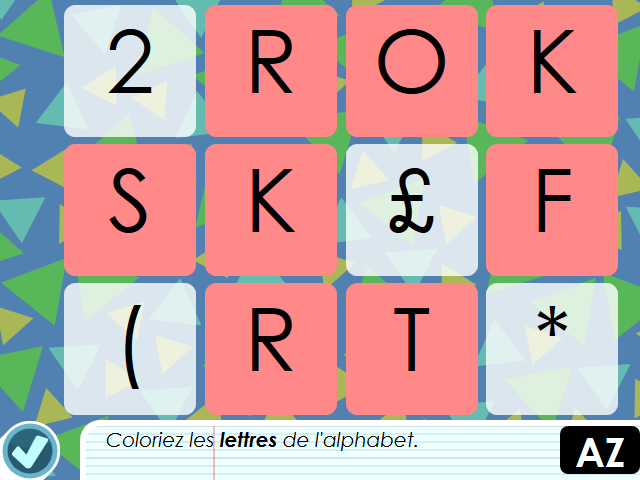 2 R O K
S K £ F
( R T *
Coloriez les lettres de l'alphabet.
AZ